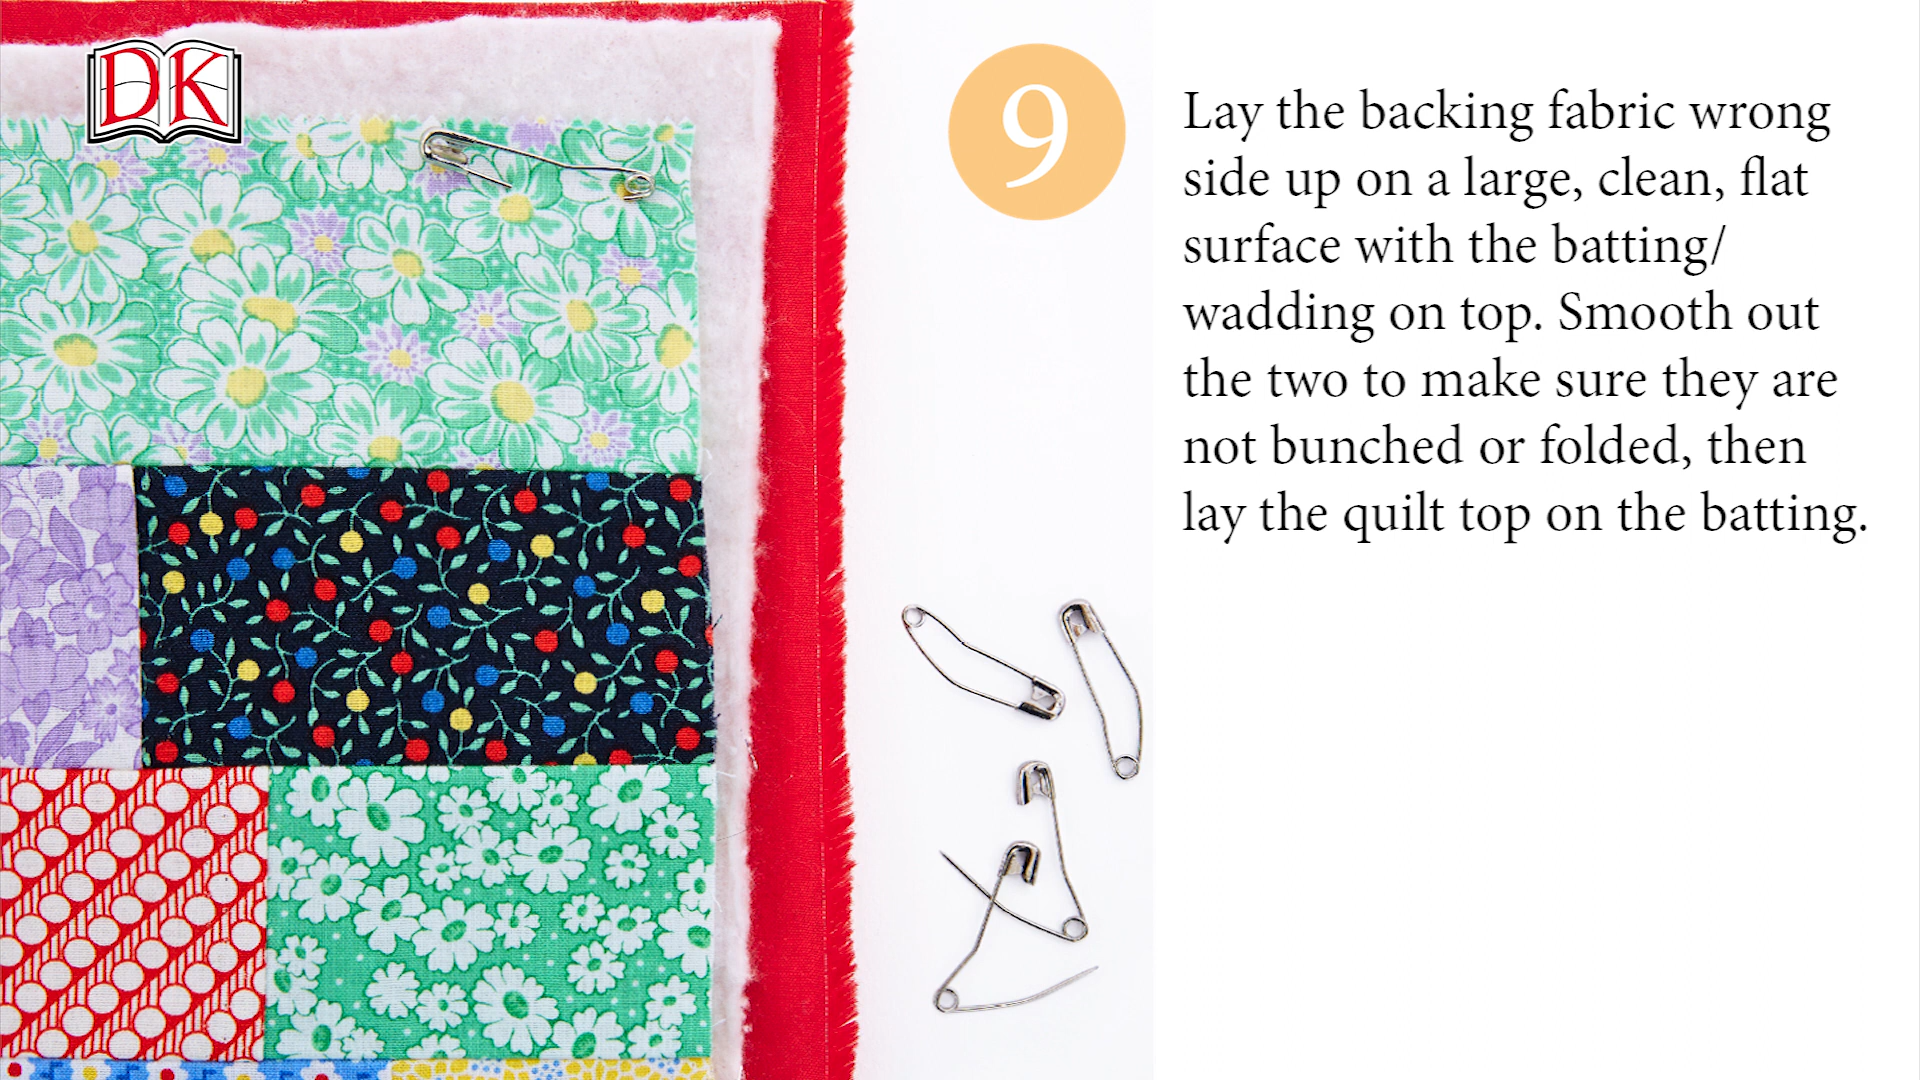 DK
9
Lay the backing fabric wrong
side up on a large, clean, flat
surface with the batting/
wadding on top. Smooth out
the two to make sure they are
not bunched or folded, then
lay the quilt top on the batting.